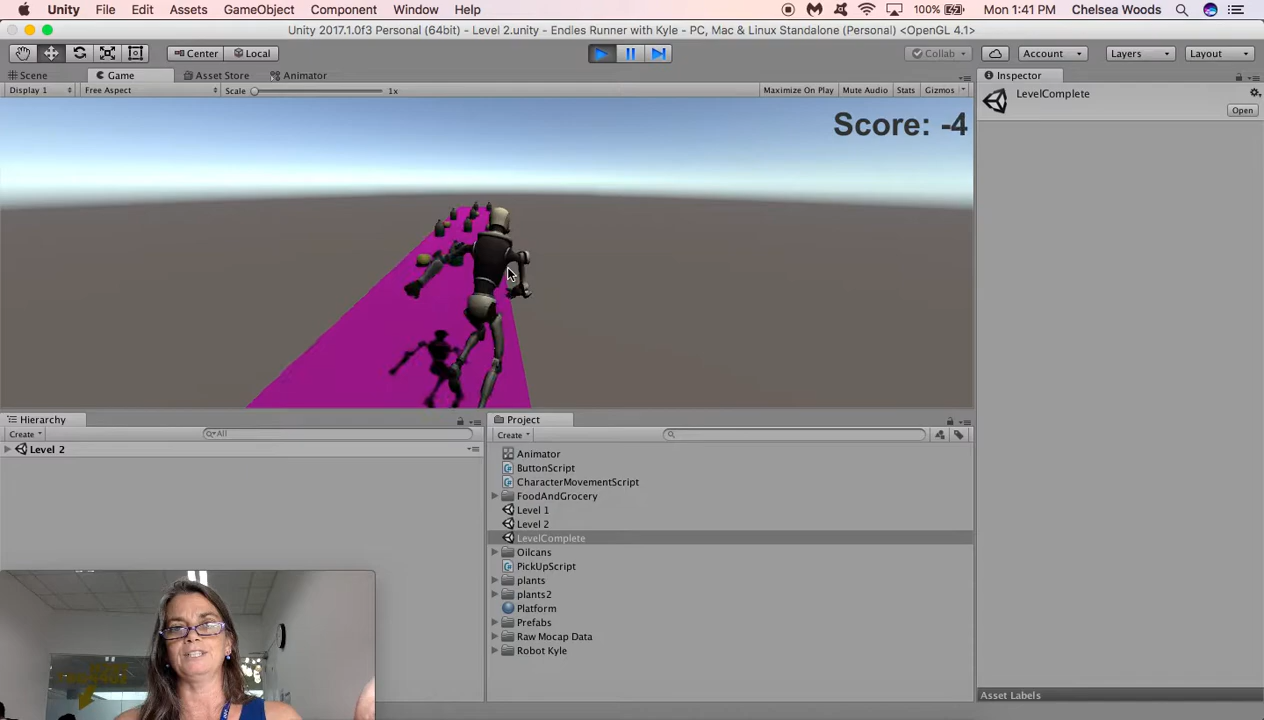 Unity File Edit Assets GameObject Component Window Help 100% Mon 1:41 PM Chelsea Woods
Unity 2017.1.0f3 Personal (64bit) - Level 2.unity - Endles Runner with Kyle - PC, Mac & Linux Standalone (Personal) <OpenGL 4.1>
Center Local Collab Account Layers Layout
Scene Game Asset Store Animator Inspector
Display 1 Free Aspect Scale 1x Maximize On Play Mute Audio Stats Gizmos
LevelComplete
Open
Score: -4
Hierarchy
Create All
Level 2
Project
Create
Animator
ButtonScript
CharacterMovementScript
FoodAndGrocery
Level 1
Level 2
LevelComplete
Oilcans
PickUpScript
plants
plants2
Platform
Prefabs
Raw Mocap Data
Robot Kyle
Asset Labels